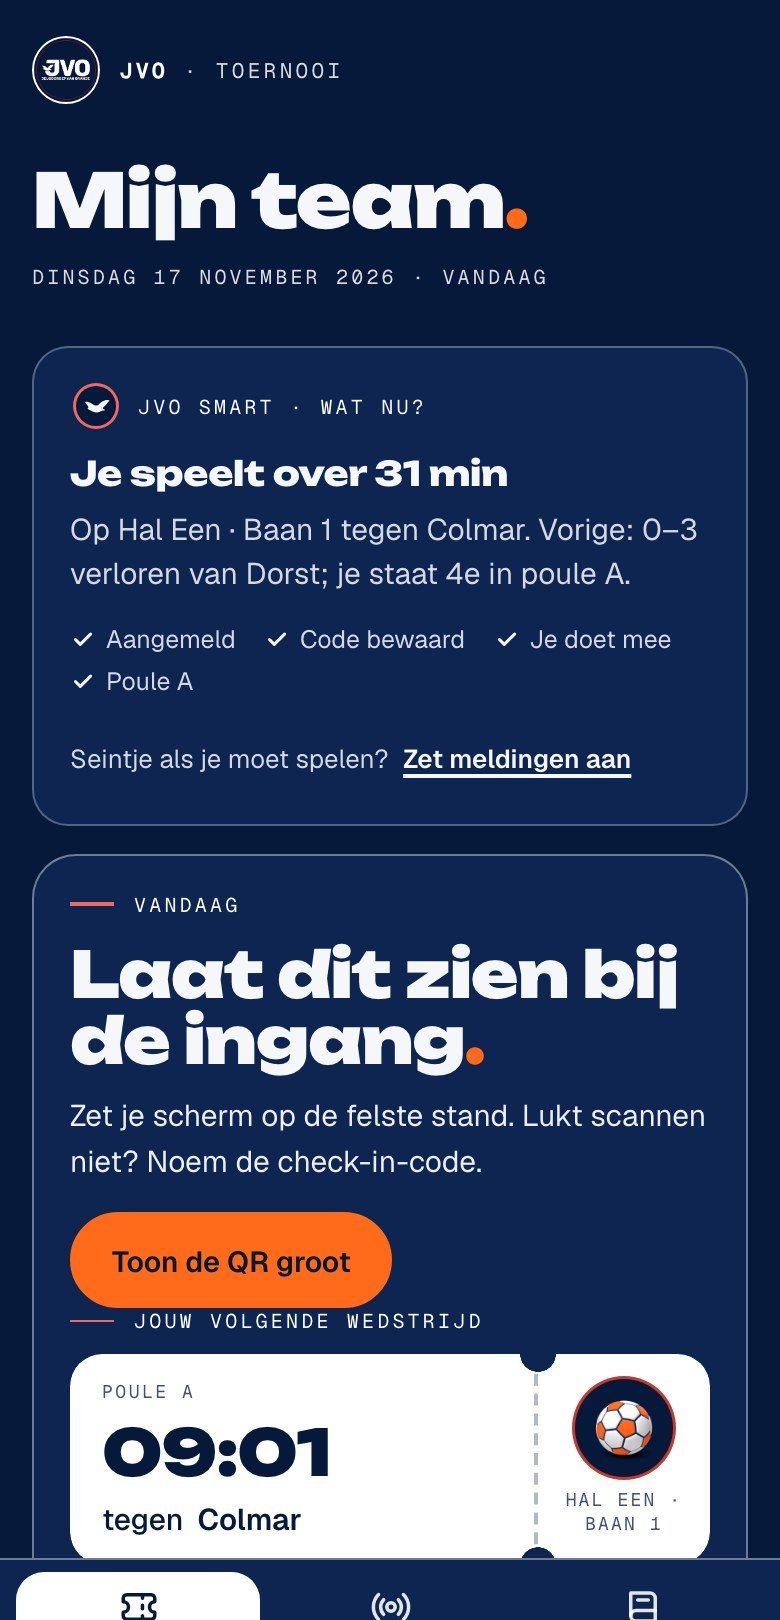 JVO
JVO · TOERNOOI
Mijn team.
DINSDAG 17 NOVEMBER 2026 · VANDAAG
JVO SMART · WAT NU?
Je speelt over 31 min
Op Hal Een · Baan 1 tegen Colmar. Vorige: 0–3
verloren van Dorst; je staat 4e in poule A.
Aangemeld Code bewaard Je doet mee
Poule A
Seintje als je moet spelen? Zet meldingen aan
VANDAAG
Laat dit zien bij
de ingang.
Zet je scherm op de felste stand. Lukt scannen
niet? Noem de check-in-code.
Toon de QR groot
JOUW VOLGENDE WEDSTRIJD
POULE A
09:01
tegen Colmar
HAL EEN ·
BAAN 1